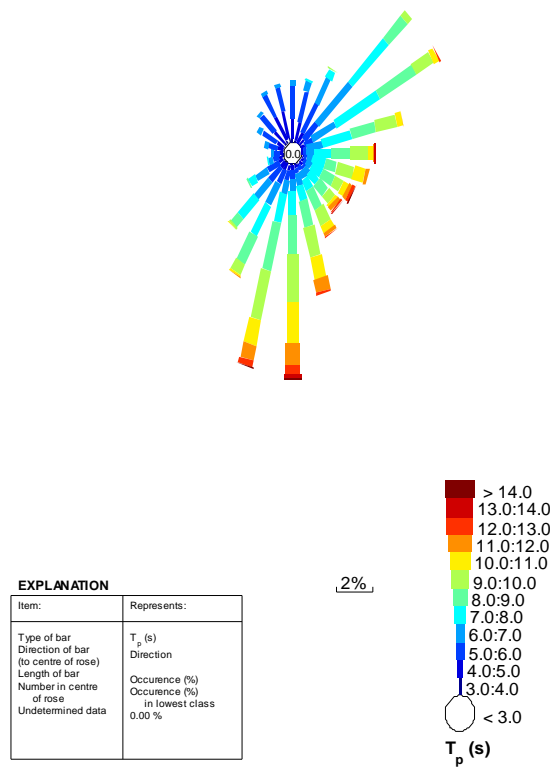 0.0
> 14.0
13.0:14.0
12.0:13.0
11.0:12.0
10.0:11.0
9.0:10.0
8.0:9.0
7.0:8.0
6.0:7.0
5.0:6.0
4.0:5.0
3.0:4.0
< 3.0
Tp (s)
2%
EXPLANATION
Item: Represents:
Type of bar Tp (s)
Direction of bar Direction
(to centre of rose)
Length of bar Occurence (%)
Number in centre Occurence (%)
of rose in lowest class
Undetermined data 0.00 %